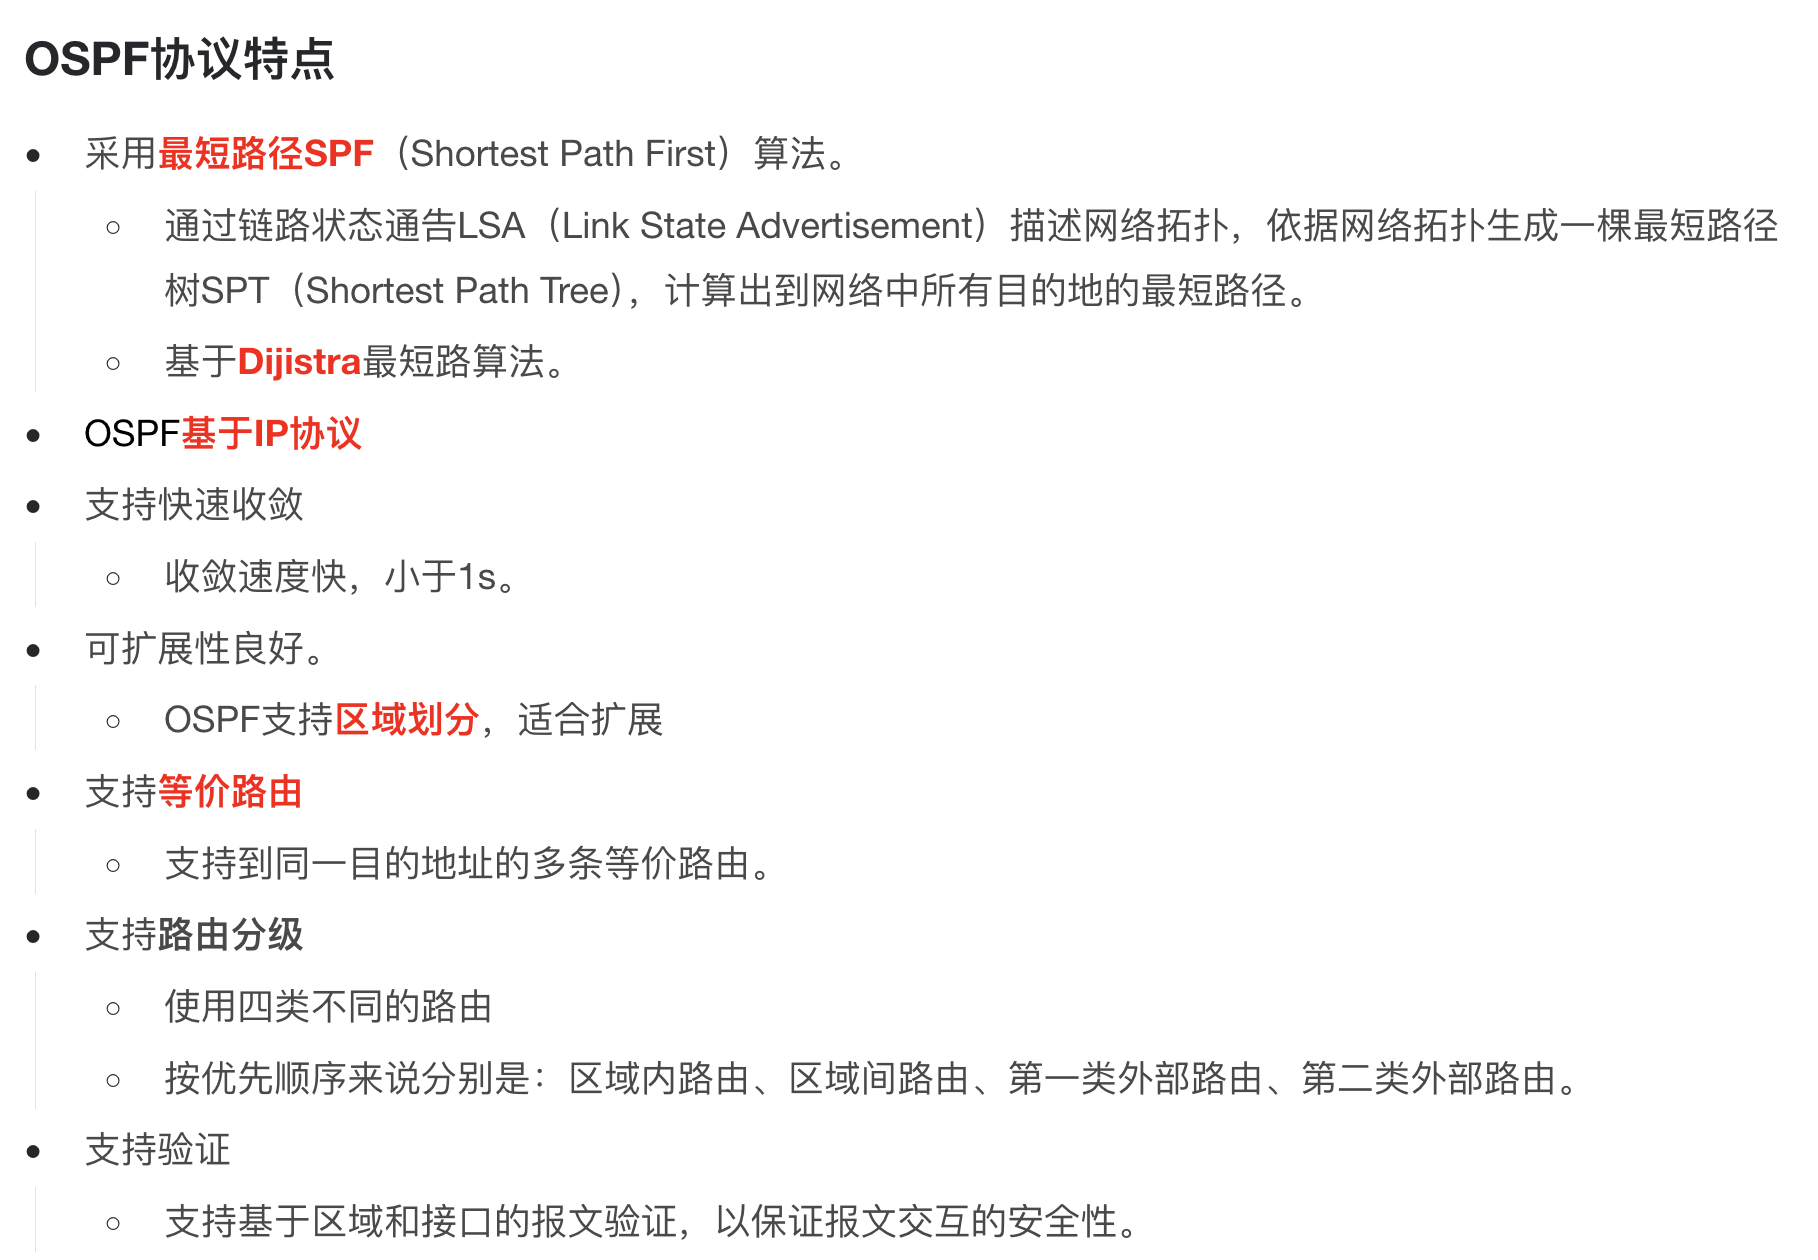 OSPF协议特点
采用最短路径SPF（Shortest Path First）算法。
通过链路状态通告LSA（Link State Advertisement）描述网络拓扑，依据网络拓扑生成一棵最短路径
树SPT（Shortest Path Tree），计算出到网络中所有目的地的最短路径。
基于Dijistra最短路算法。
OSPF基于IP协议
支持快速收敛
收敛速度快，小于1s。
可扩展性良好。
OSPF支持区域划分，适合扩展
支持等价路由
支持到同一目的地址的多条等价路由。
支持路由分级
使用四类不同的路由
按优先顺序来说分别是：区域内路由、区域间路由、第一类外部路由、第二类外部路由。
支持验证
支持基于区域和接口的报文验证，以保证报文交互的安全性。